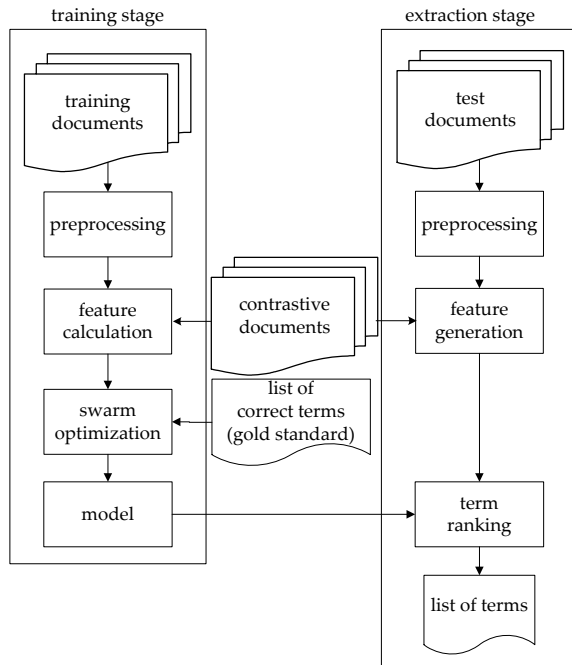 training stage
training
documents
preprocessing
feature
calculation
swarm
optimization
model
contrastive
documents
list of
correct terms
(gold standard)
extraction stage
test
documents
preprocessing
feature
generation
term
ranking
list of terms